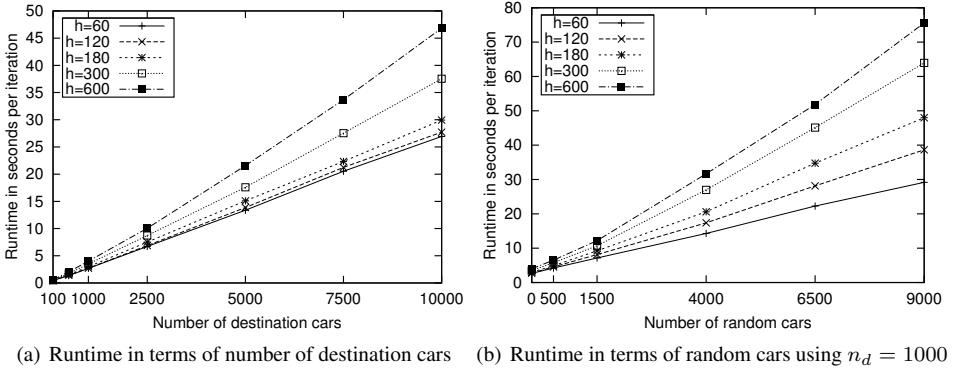 50
45
40
35
30
25
20
15
10
5
0
Runtime in seconds per iteration
h=60
h=120
h=180
h=300
h=600
100 1000 2500 5000 7500 10000
Number of destination cars
(a) Runtime in terms of number of destination cars
80
70
60
50
40
30
20
10
0
Runtime in seconds per iteration
h=60
h=120
h=180
h=300
h=600
0 500 1500 4000 6500 9000
Number of random cars
(b) Runtime in terms of random cars using n_d = 1000